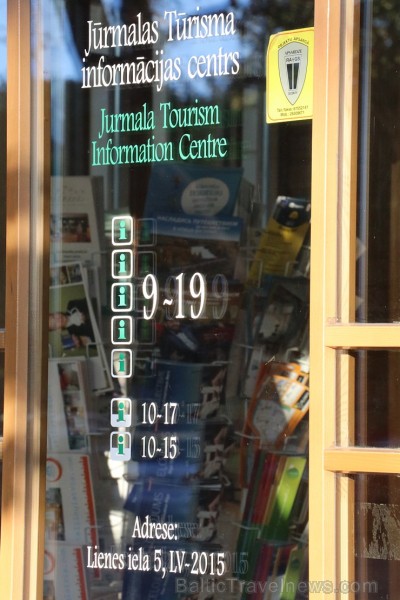 Jūrmalas Tūrisma
informācijas centrs
Jurmala Tourism
Information Centre
i
i
i
9-19
i
i
i 10-17
i 10-15
Adrese:
Lienes iela 5, LV-2015
BalticTravelnews.com